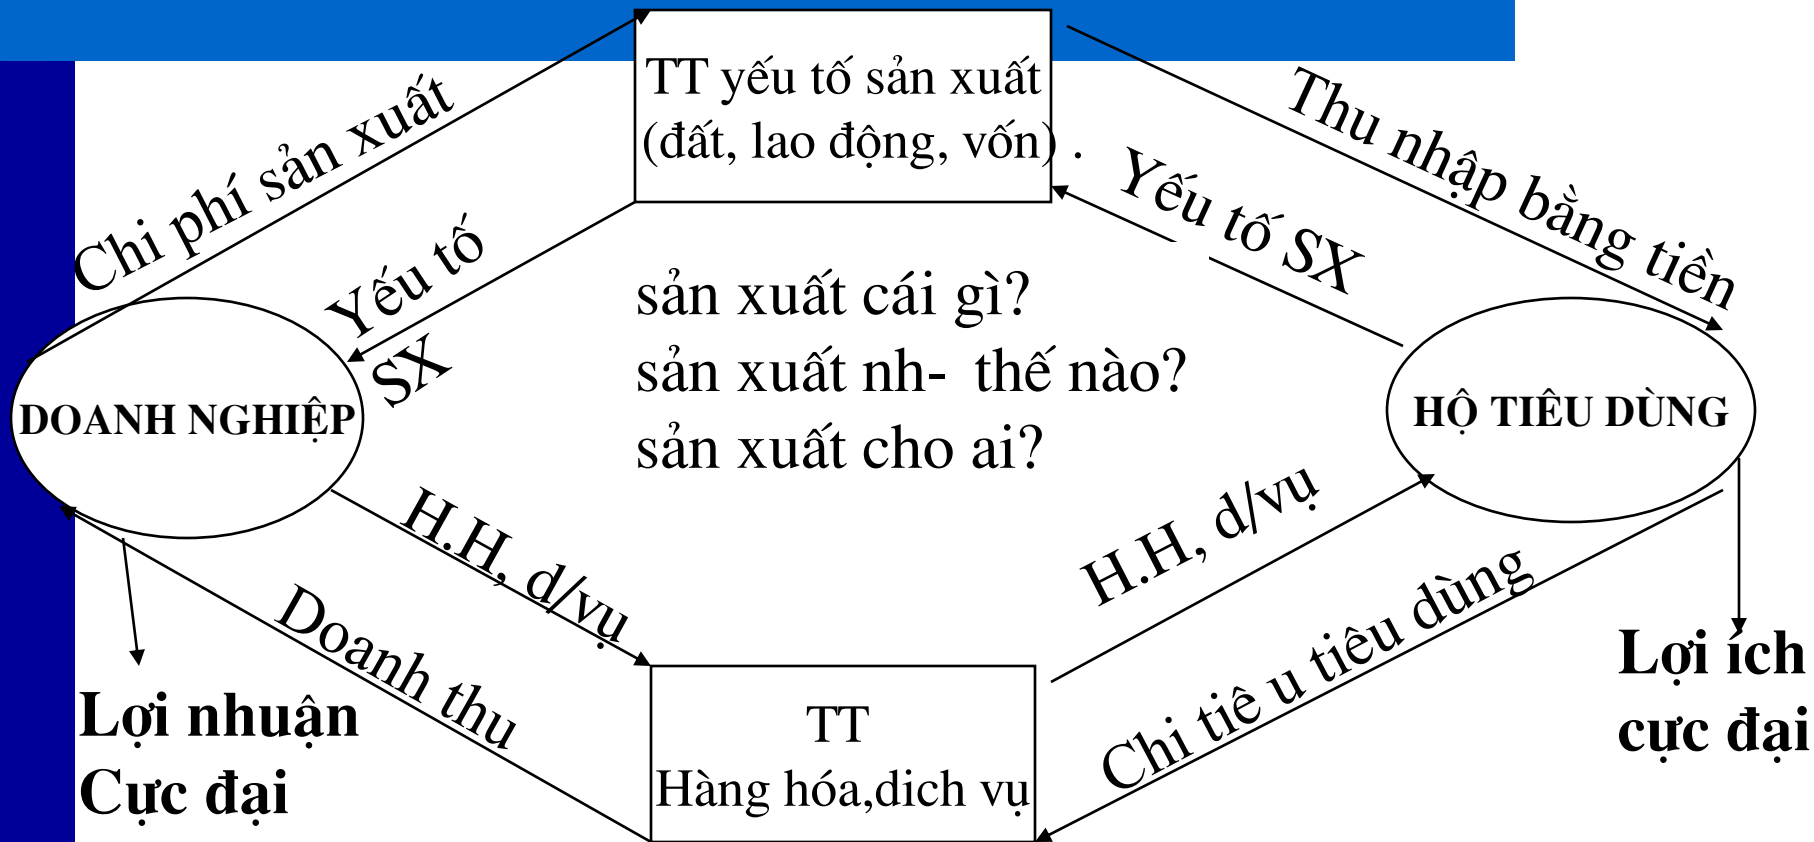 TT yếu tố sản xuất
(đất, lao động, vốn) .
Chi phí sản xuất
Thu nhập bằng tiền
Yếu tố
SX
Yếu tố SX
sản xuất cái gì?
sản xuất nh- thế nào?
sản xuất cho ai?
DOANH NGHIỆP
HỘ TIÊU DÙNG
H.H, d/vụ
H.H, d/vụ
Doanh thu
Chi tiê u tiêu dùng
Lợi nhuận
Cực đại
TT
Hàng hóa,dich vụ
Lợi ích
cực đại